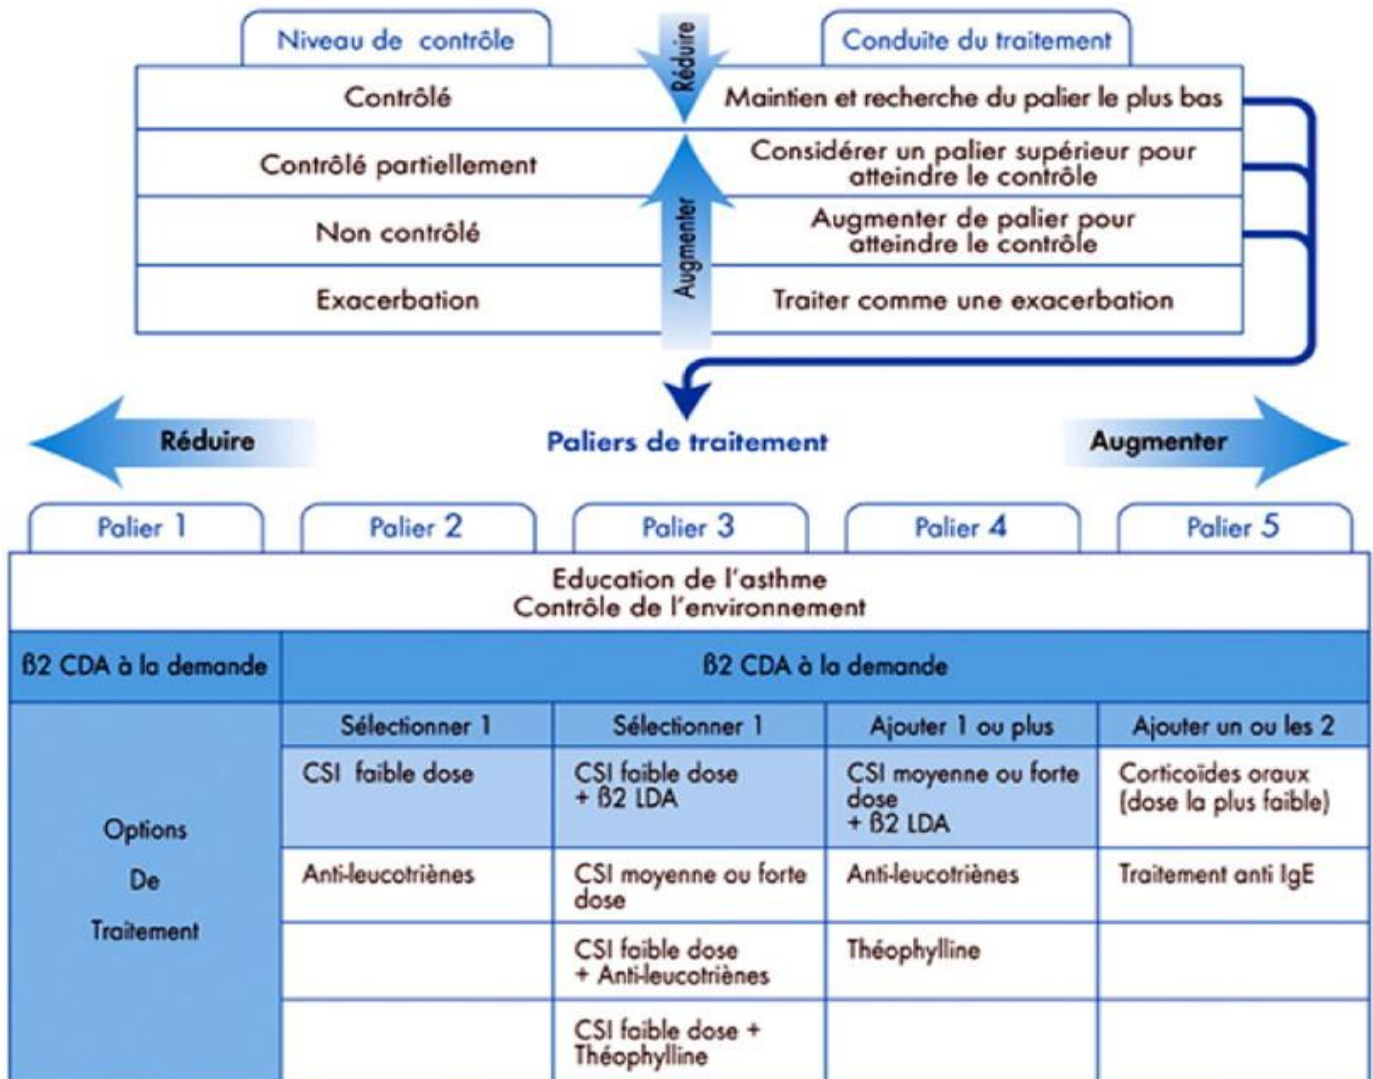 Niveau de contrôle
Réduire
Conduite du traitement
Contrôlé
Maintien et recherche du palier le plus bas
Contrôlé partiellement
Considérer un palier supérieur pour
atteindre le contrôle
Augmenter
Non contrôlé
Augmenter de palier pour
atteindre le contrôle
Exacerbation
Traiter comme une exacerbation
Réduire
Paliers de traitement
Augmenter
Palier 1
Palier 2
Palier 3
Palier 4
Palier 5
Education de l'asthme
Contrôle de l'environnement
ß2 CDA à la demande
ß2 CDA à la demande
Options
De
Traitement
Sélectionner 1
Sélectionner 1
Ajouter 1 ou plus
Ajouter un ou les 2
CSI faible dose
CSI faible dose
+ ß2 LDA
CSI moyenne ou forte
dose
+ ß2 LDA
Corticoïdes oraux
(dose la plus faible)
Anti-leucotriènes
CSI moyenne ou forte
dose
Anti-leucotriènes
Traitement anti IgE
CSI faible dose
+ Anti-leucotriènes
Théophylline
CSI faible dose +
Théophylline